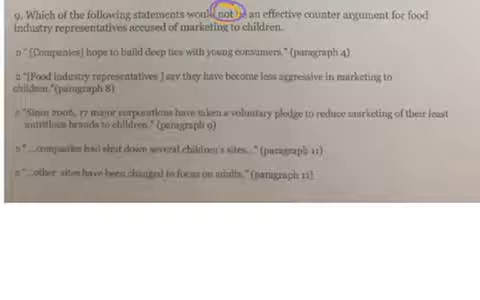 9. Which of the following statements would not be an effective counter argument for food
industry representatives accused of marketing to children.
" [Companies] hope to build deep ties with young consumers." (paragraph 4)
"[Food industry representatives ] say they have become less aggressive in marketing to
children."(paragraph 8)
"Since 2006, 17 major corporations have taken a voluntary pledge to reduce marketing of their least
nutritious brands to children." (paragraph 9)
"...companies had shut down several children's sites..." (paragraph 11)
"...other sites have been changed to focus on adults." (paragraph 11)